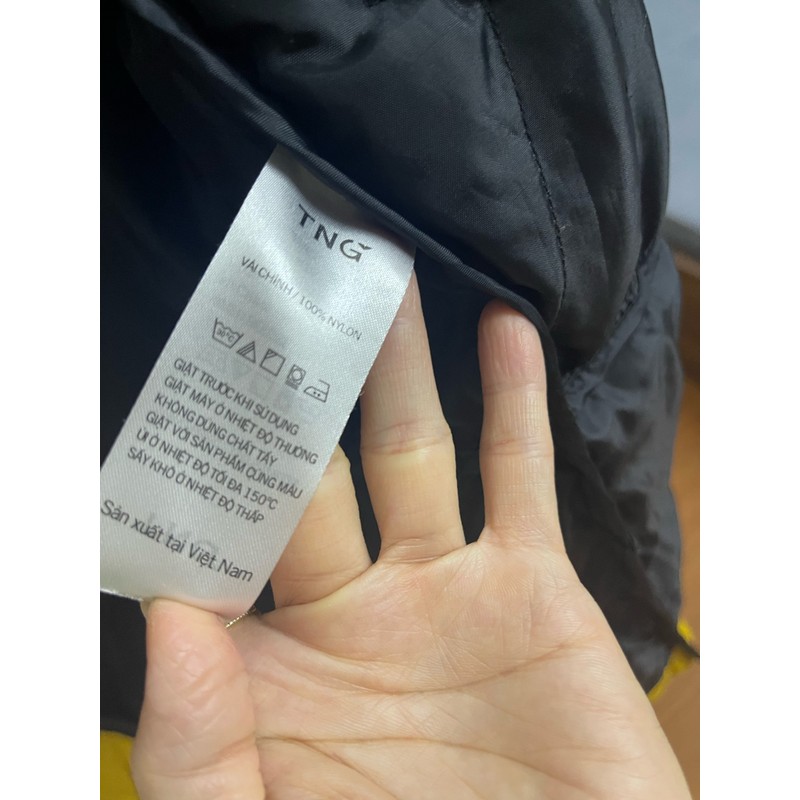 TNG
VẢI CHÍNH / 100% NYLON
30°C
GIẶT TRƯỚC KHI SỬ DỤNG
GIẶT MÁY Ở NHIỆT ĐỘ THƯỜNG
KHÔNG DÙNG CHẤT TẨY
GIẶT VỚI SẢN PHẨM CÙNG MÀU
ỦI Ở NHIỆT ĐỘ TỐI ĐA 150°C
SẤY KHÔ Ở NHIỆT ĐỘ THẤP
Sản xuất tại Việt Nam